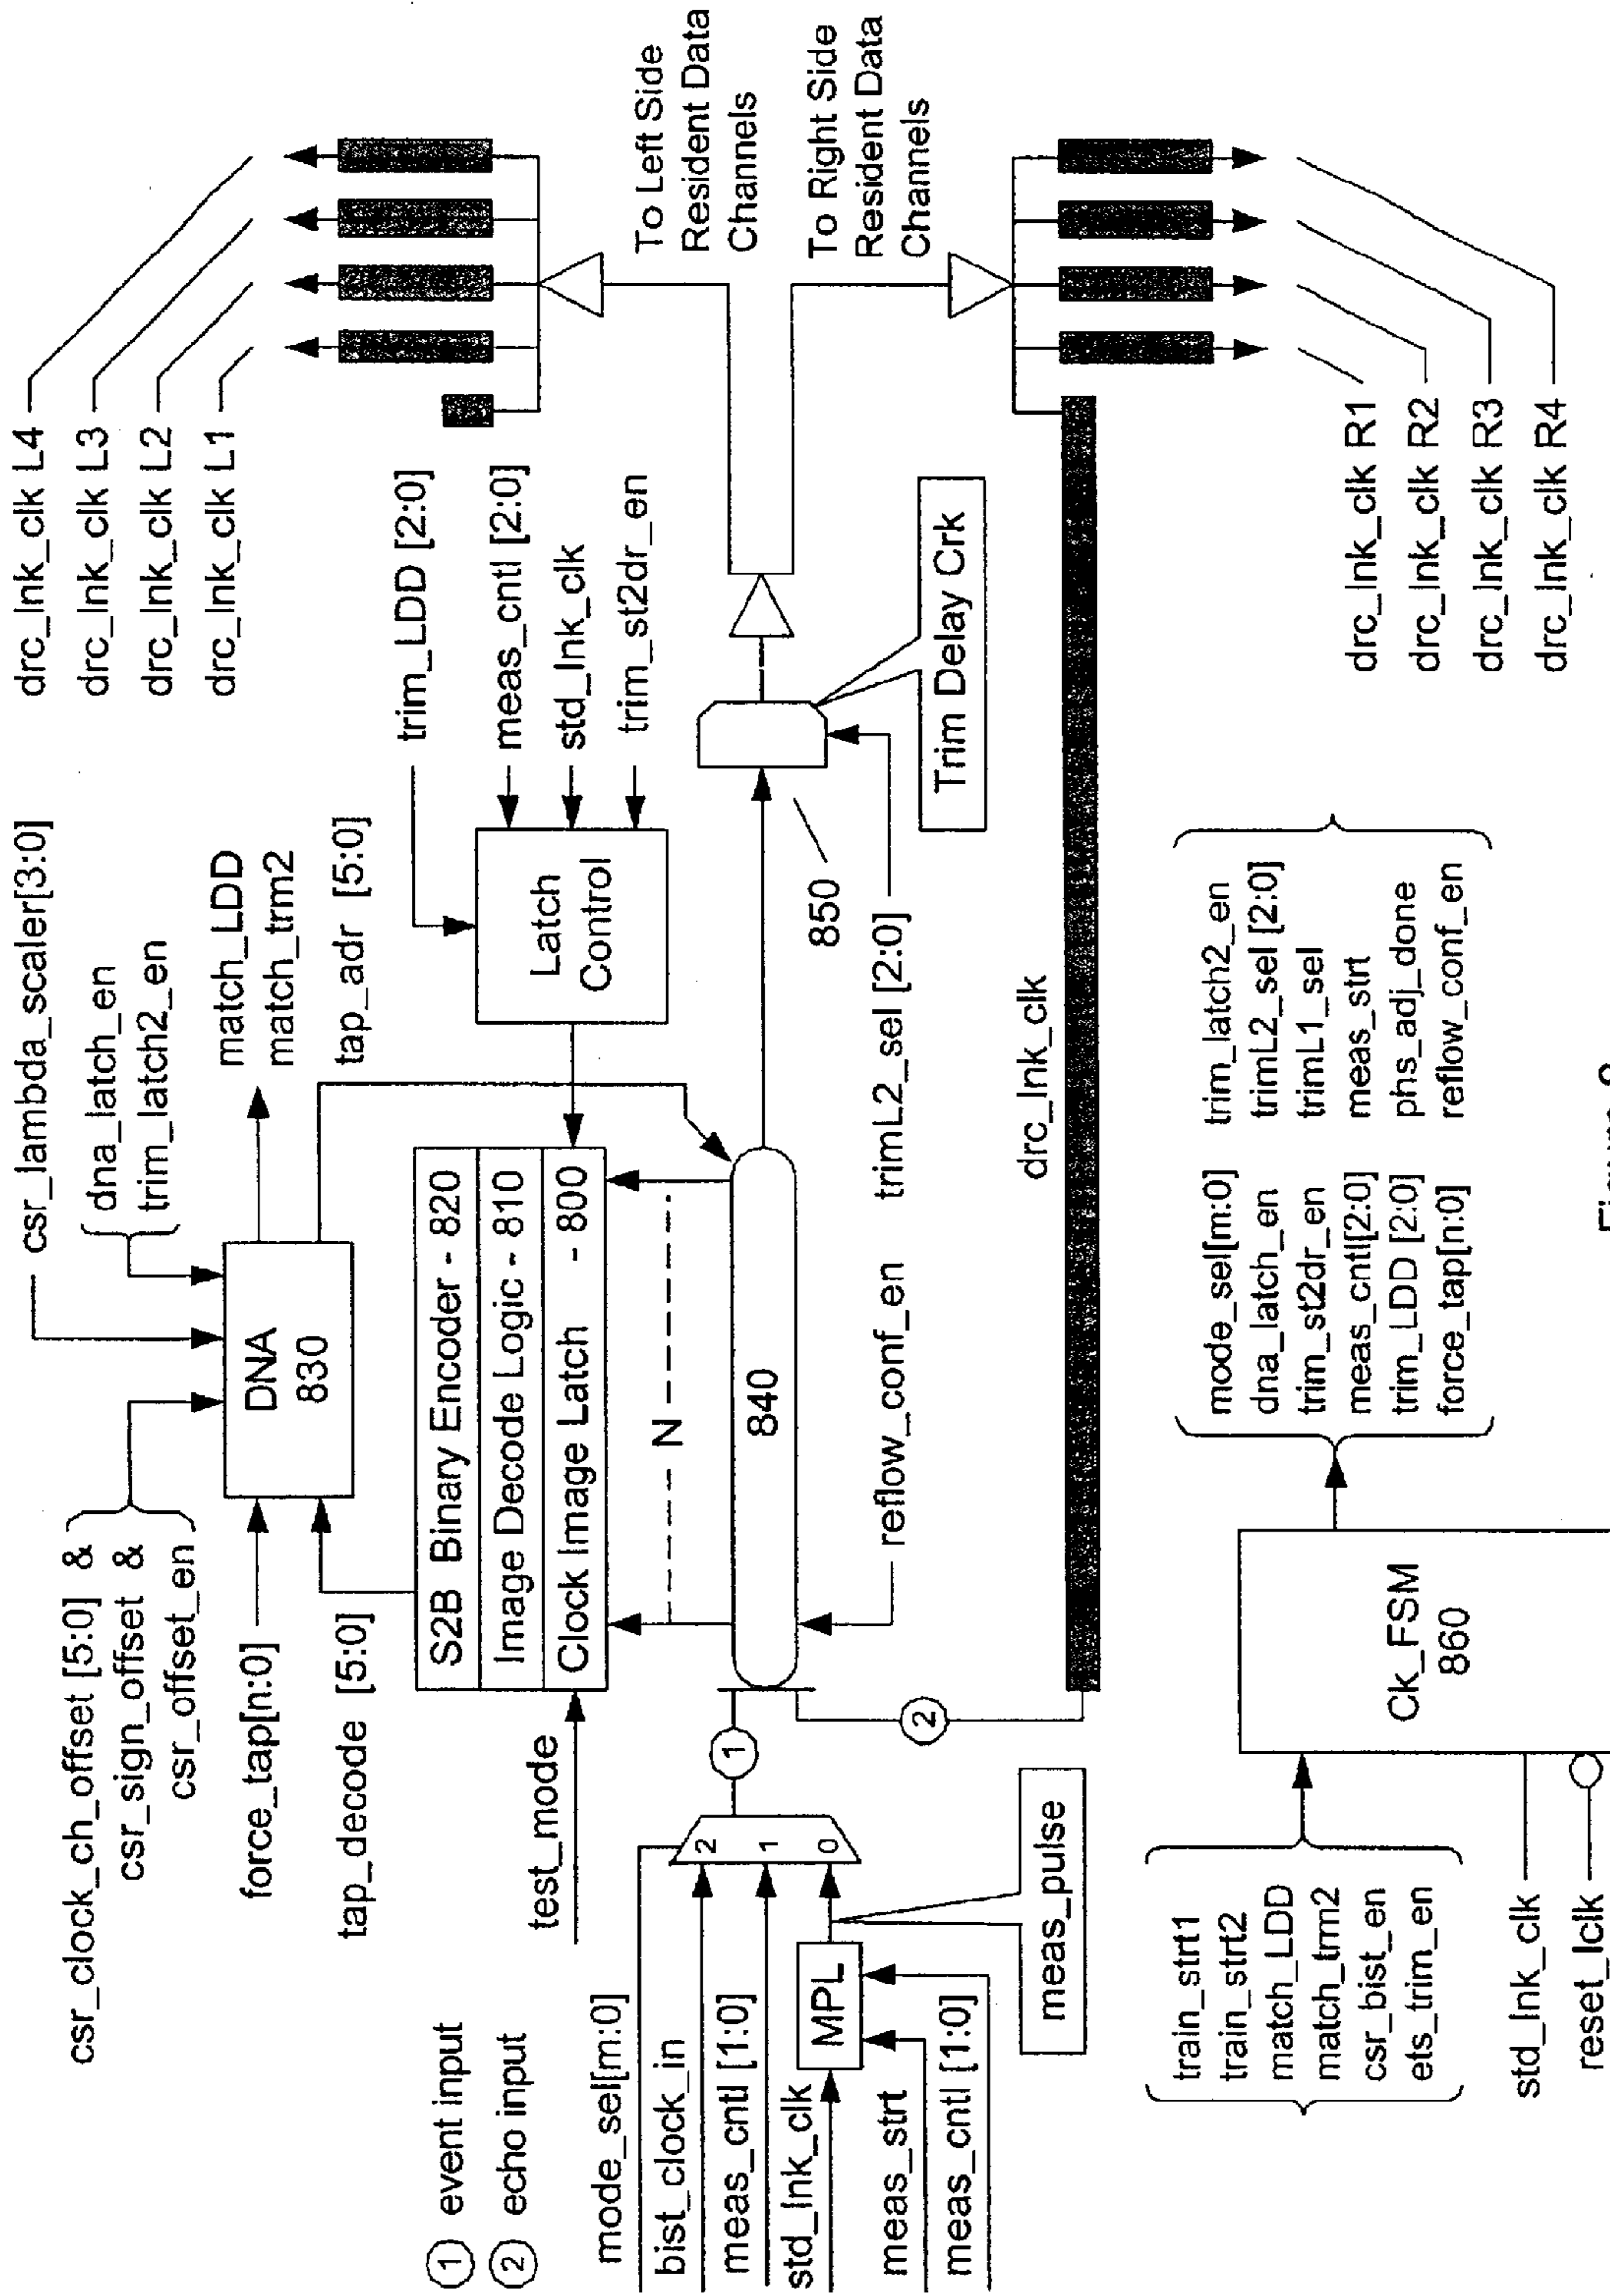 csr_clock_ch_offset [5:0] &
csr_sign_offset &
csr_offset_en
csr_lambda_scaler[3:0]
dna_latch_en
trim_latch2_en
force_tap[n:0]
DNA
830
match_LDD
match_trm2
tap_decode [5:0]
tap_adr [5:0]
drc_lnk_clk L4
drc_lnk_clk L3
drc_lnk_clk L2
drc_lnk_clk L1
trim_LDD [2:0]
meas_cntl [2:0]
std_lnk_clk
trim_st2dr_en
Latch
Control
S2B Binary Encoder - 820
Image Decode Logic - 810
Clock Image Latch - 800
test_mode
N
840
1 event input
2 echo input
1
2
mode_sel[m:0]
bist_clock_in
meas_cntl [1:0]
std_lnk_clk
meas_strt
meas_cntl [1:0]
2
1
0
MPL
meas_pulse
reflow_conf_en
trimL2_sel [2:0]
850
Trim Delay Crk
To Left Side
Resident Data
Channels
To Right Side
Resident Data
Channels
drc_lnk_clk
drc_lnk_clk R1
drc_lnk_clk R2
drc_lnk_clk R3
drc_lnk_clk R4
train_strt1
train_strt2
match_LDD
match_trm2
csr_bist_en
ets_trim_en
std_lnk_clk
reset_lclk
Ck_FSM
860
mode_sel[m:0]
dna_latch_en
trim_st2dr_en
meas_cntl[2:0]
trim_LDD [2:0]
force_tap[n:0]
trim_latch2_en
trimL2_sel [2:0]
trimL1_sel
meas_strt
phs_adj_done
reflow_conf_en